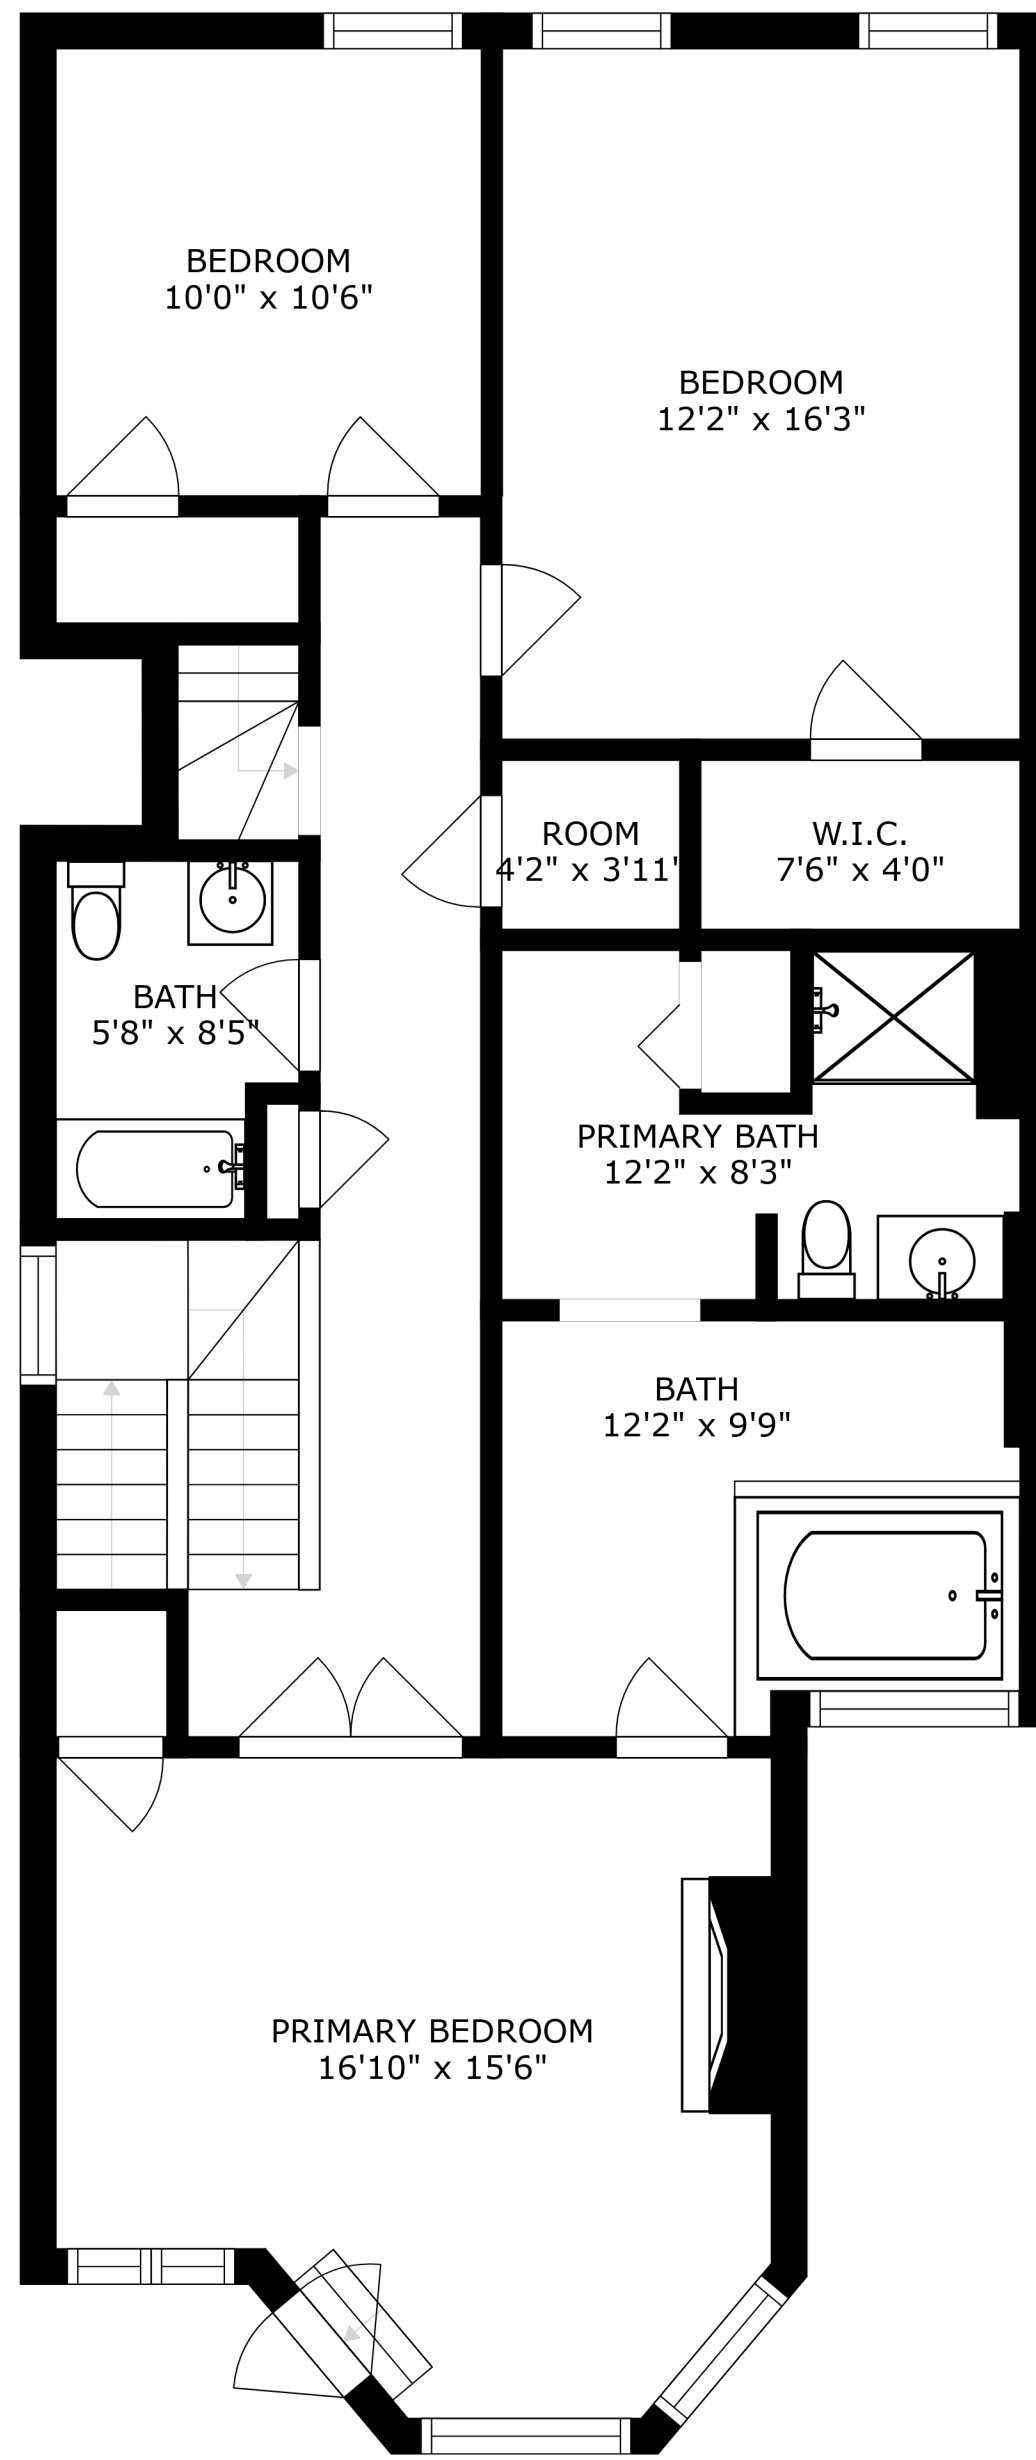 BEDROOM
10'0" x 10'6"
BEDROOM
12'2" x 16'3"
ROOM
4'2" x 3'11"
W.I.C.
7'6" x 4'0"
BATH
5'8" x 8'5"
PRIMARY BATH
12'2" x 8'3"
BATH
12'2" x 9'9"
PRIMARY BEDROOM
16'10" x 15'6"